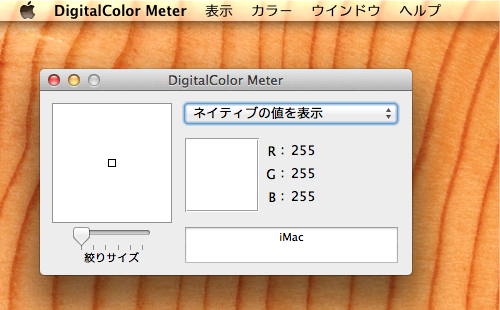 DigitalColor Meter 表示 カラー ウインドウ ヘルプ
DigitalColor Meter
ネイティブの値を表示
R : 255
G : 255
B : 255
絞りサイズ
iMac